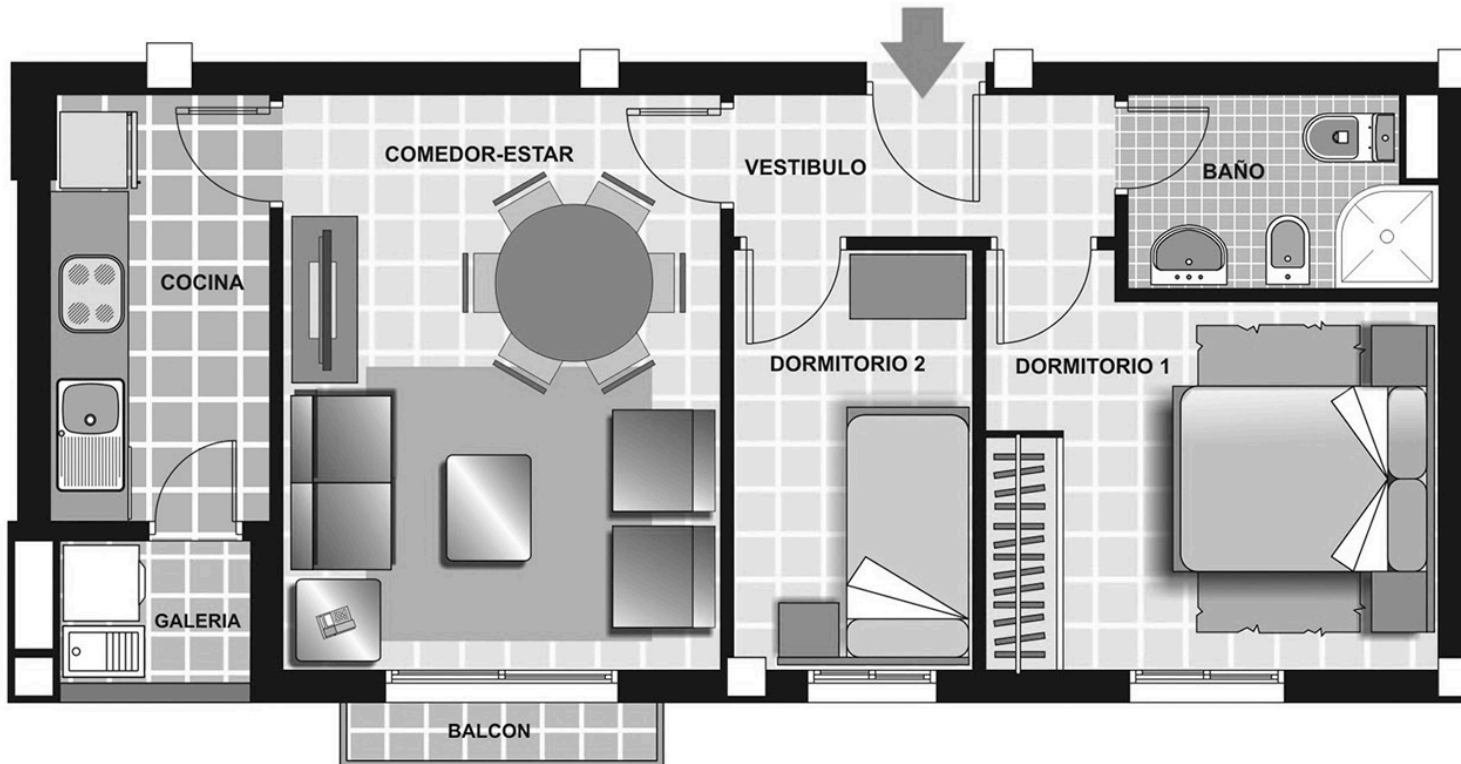 COMEDOR-ESTAR
VESTIBULO
BAÑO
COCINA
DORMITORIO 2
DORMITORIO 1
GALERIA
BALCON